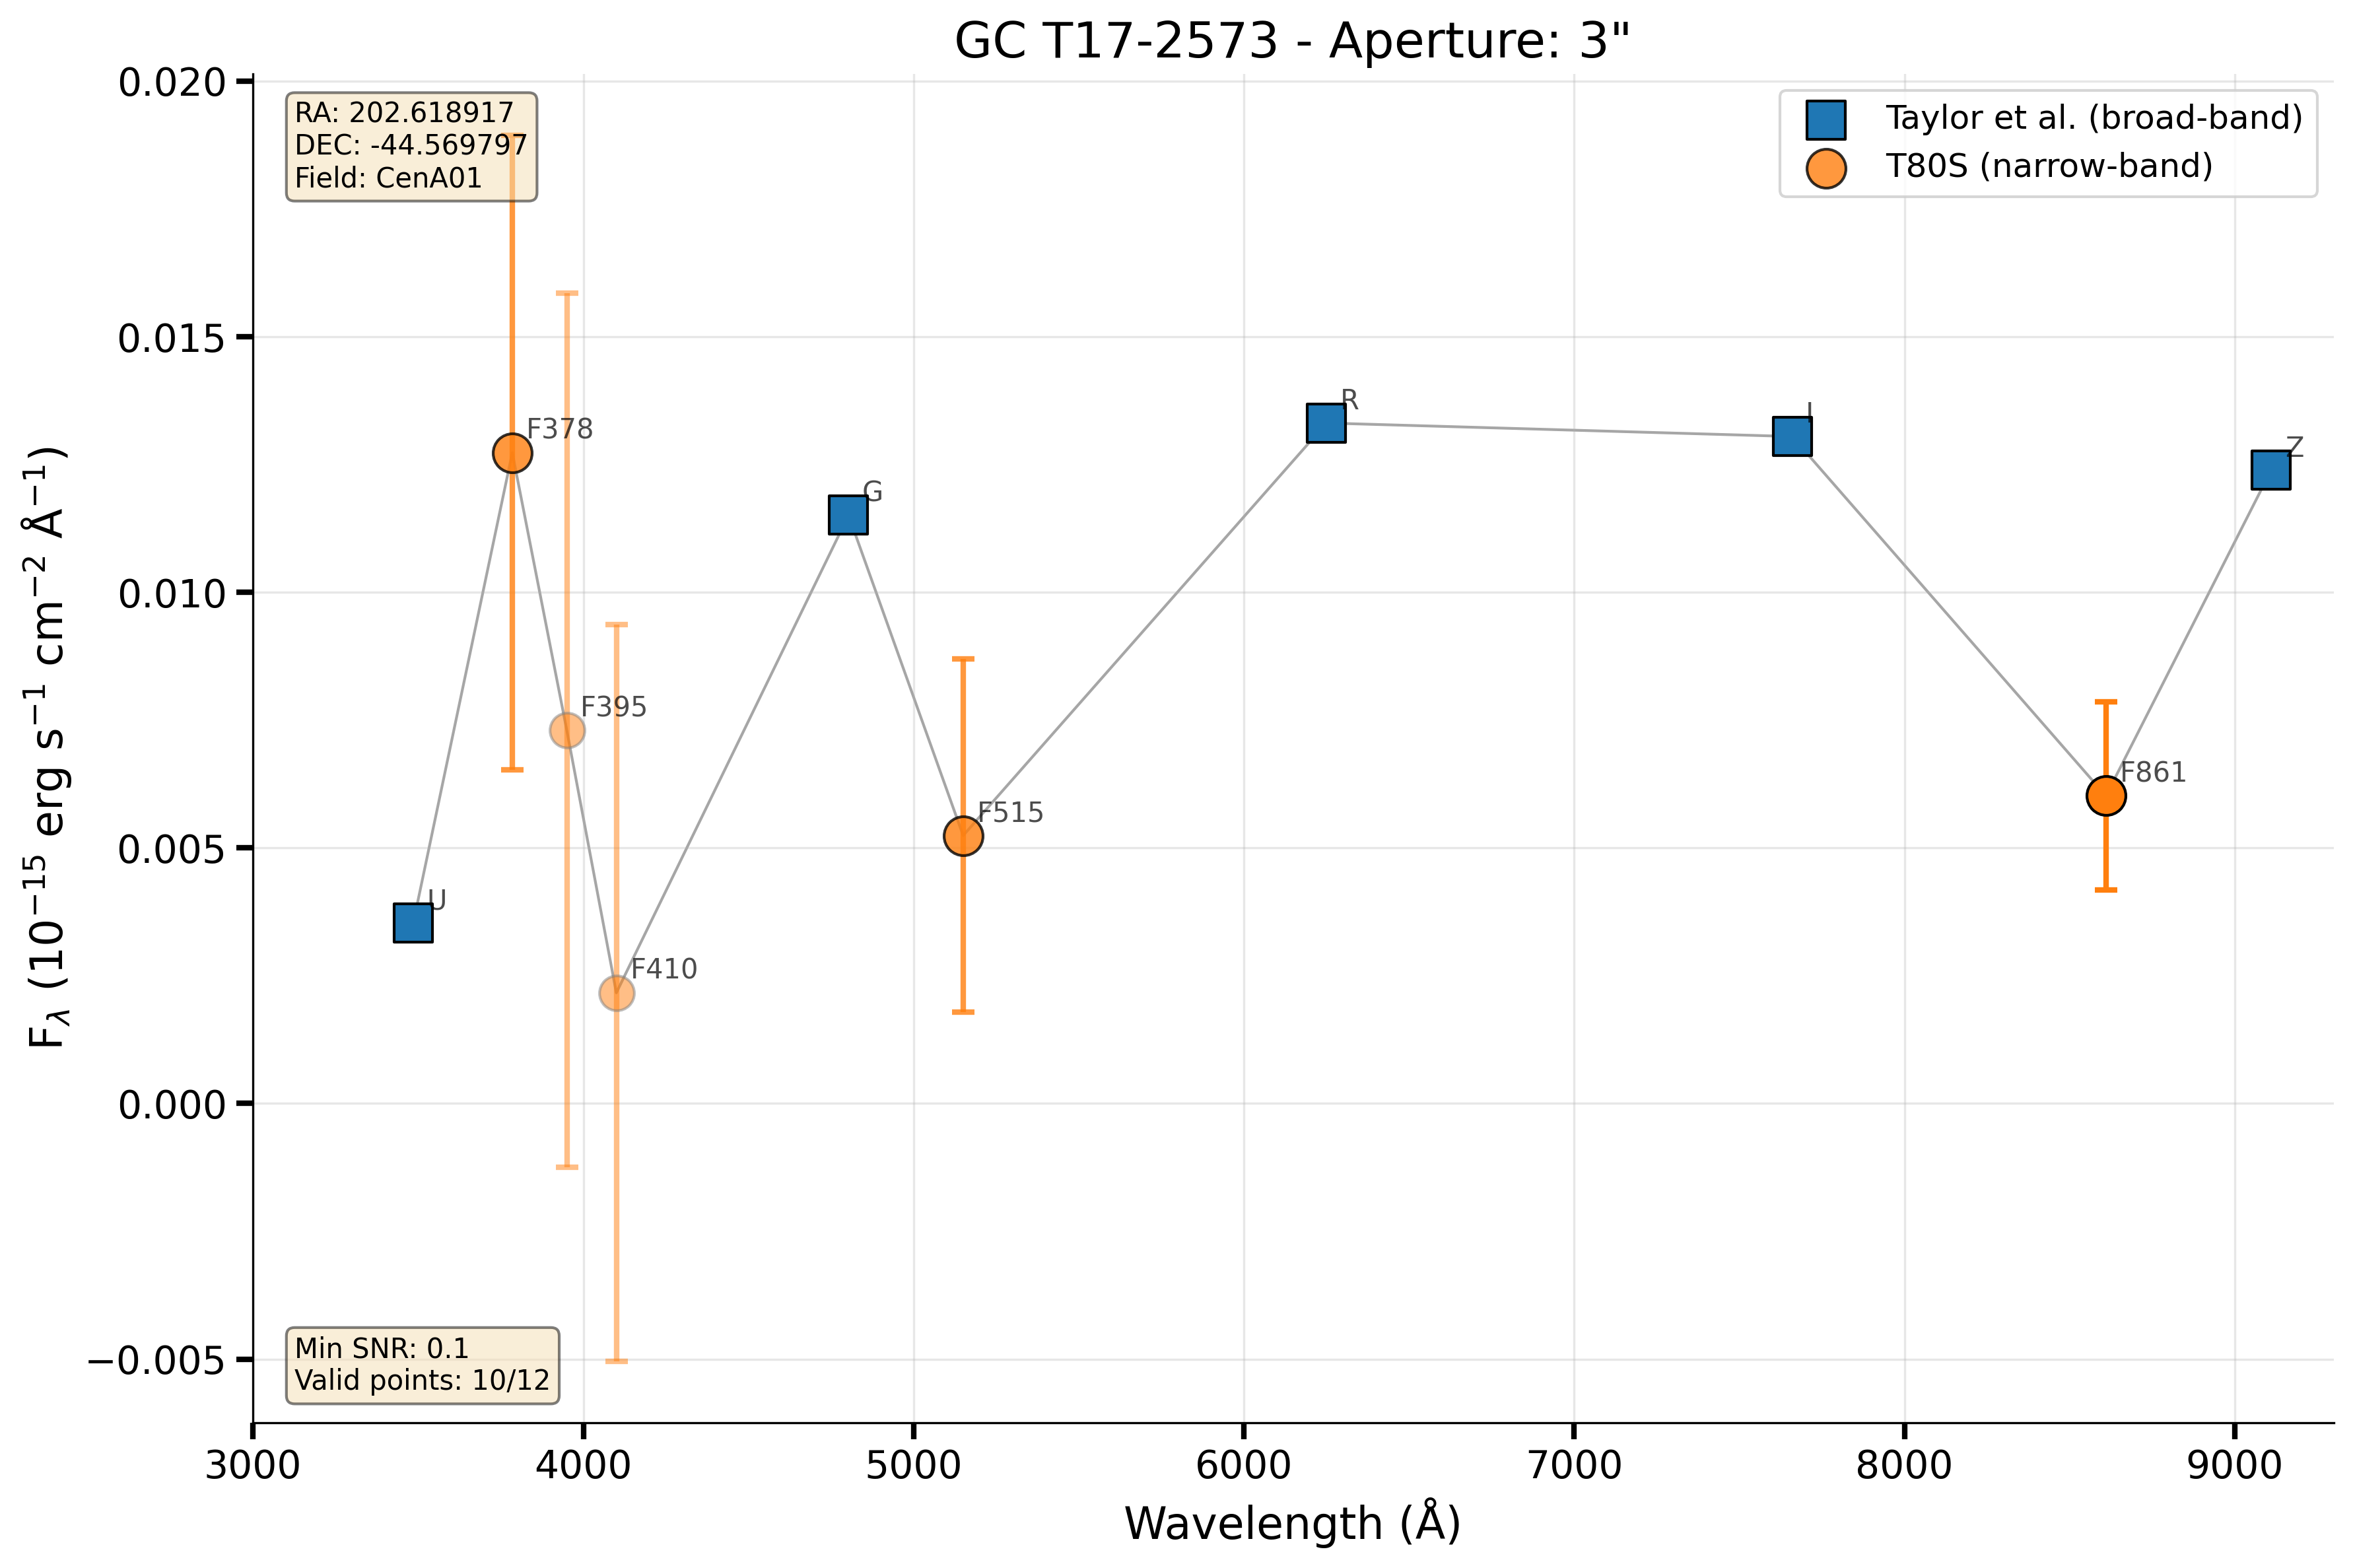 GC T17-2573 - Aperture: 3"
RA: 202.618917
DEC: -44.569797
Field: CenA01
Taylor et al. (broad-band)
T80S (narrow-band)
0.020
0.015
0.010
0.005
0.000
−0.005
F_λ (10⁻¹⁵ erg s⁻¹ cm⁻² Å⁻¹)
U
F378
F395
F410
G
F515
R
I
F861
Z
Min SNR: 0.1
Valid points: 10/12
3000 4000 5000 6000 7000 8000 9000
Wavelength (Å)